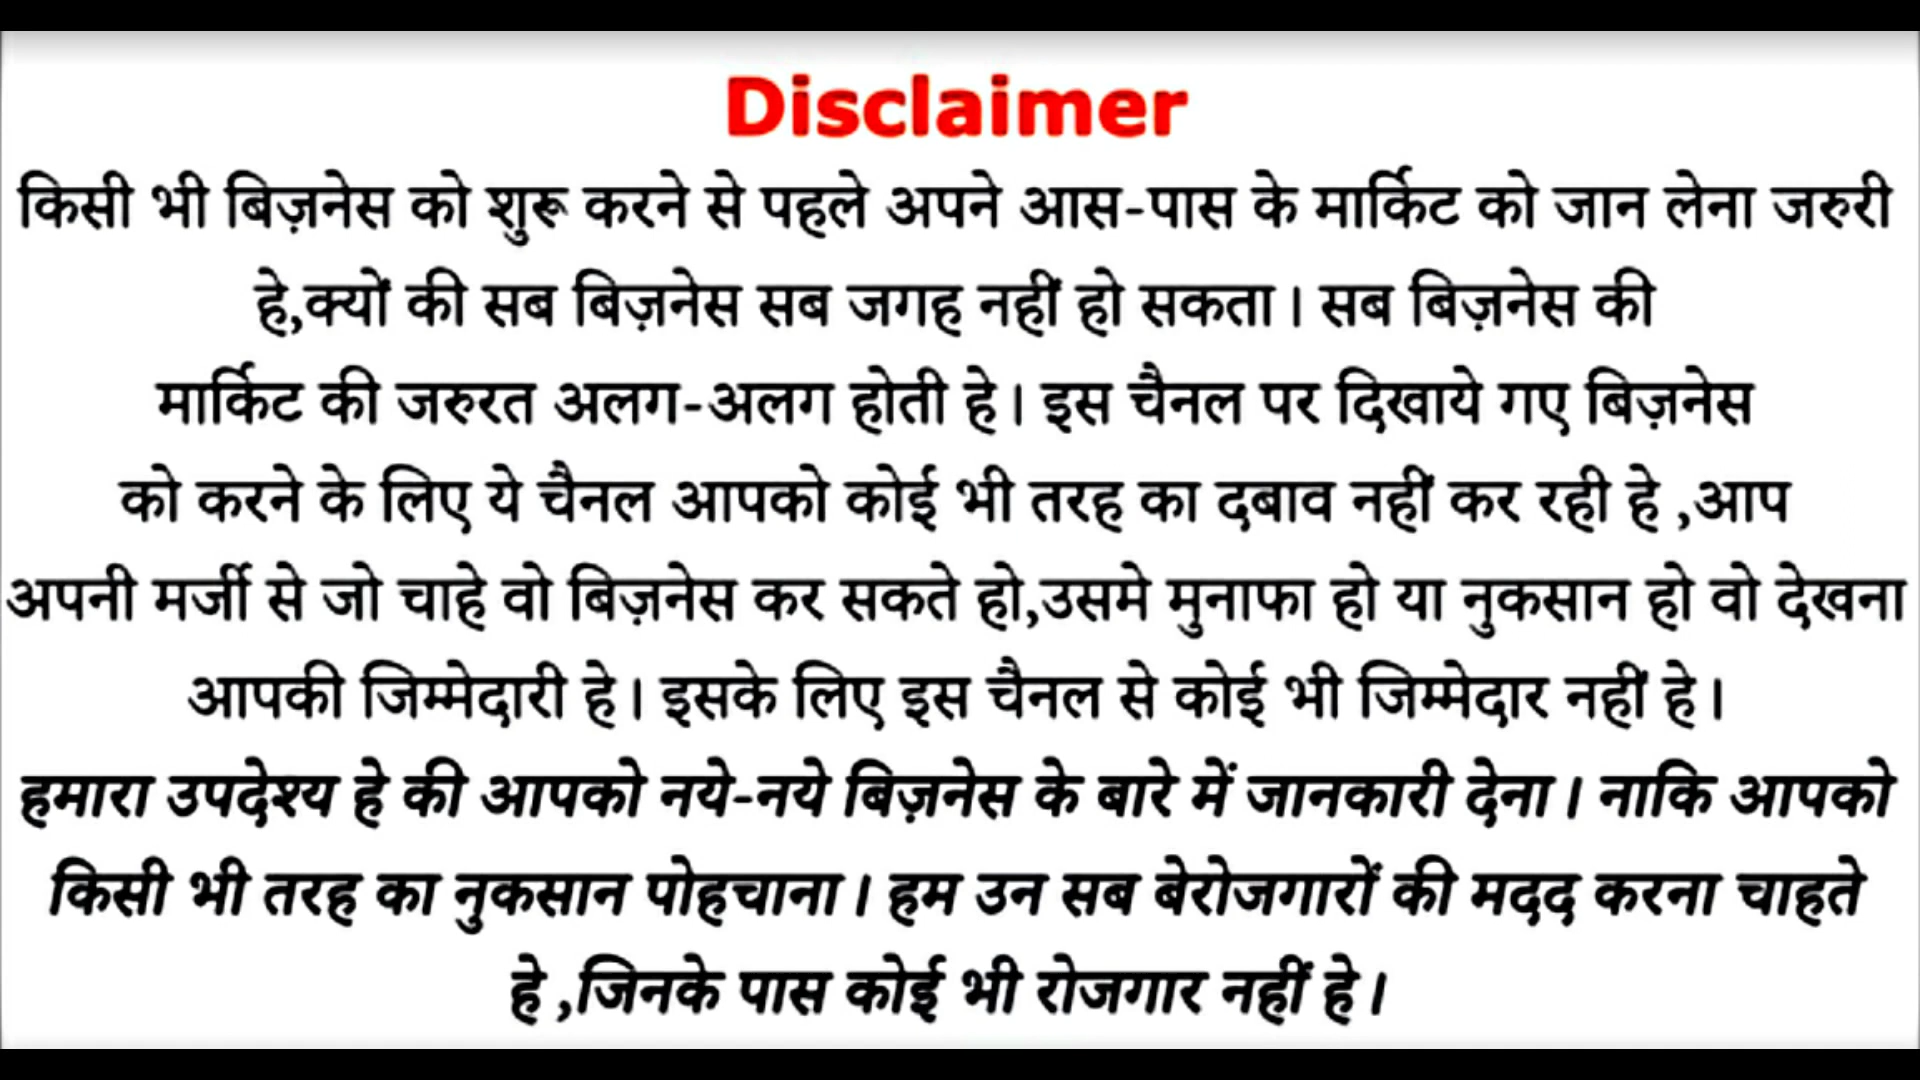 Disclaimer
किसी भी बिज़नेस को शुरू करने से पहले अपने आस-पास के मार्किट को जान लेना जरुरी
हे,क्यों की सब बिज़नेस सब जगह नहीं हो सकता। सब बिज़नेस की
मार्किट की जरुरत अलग-अलग होती हे। इस चैनल पर दिखाये गए बिज़नेस
को करने के लिए ये चैनल आपको कोई भी तरह का दबाव नहीं कर रही हे ,आप
अपनी मर्जी से जो चाहे वो बिज़नेस कर सकते हो,उसमे मुनाफा हो या नुकसान हो वो देखना
आपकी जिम्मेदारी हे। इसके लिए इस चैनल से कोई भी जिम्मेदार नहीं हे।
हमारा उपदेश्य हे की आपको नये-नये बिज़नेस के बारे में जानकारी देना। नाकि आपको
किसी भी तरह का नुकसान पोहचाना। हम उन सब बेरोजगारों की मदद करना चाहते
हे ,जिनके पास कोई भी रोजगार नहीं हे।